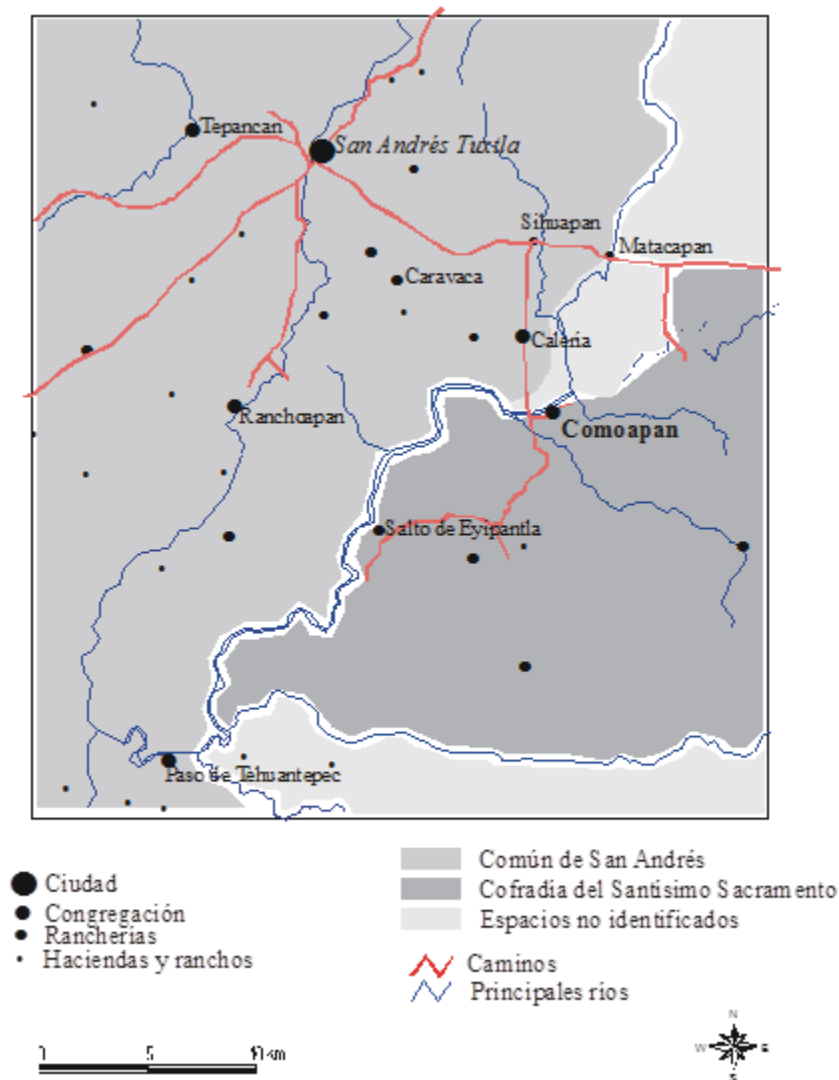 Tepancan
San Andrés Tuxtla
Sihuapan
Matacapan
Caravaca
Calería
Ranchoapan
Comoapan
Salto de Eyipantla
Paso de Tehuantepec
Ciudad
Congregación
Rancherías
Haciendas y ranchos
Común de San Andrés
Cofradía del Santísimo Sacramento
Espacios no identificados
Caminos
Principales ríos
0 5 10 km
N
W E
S